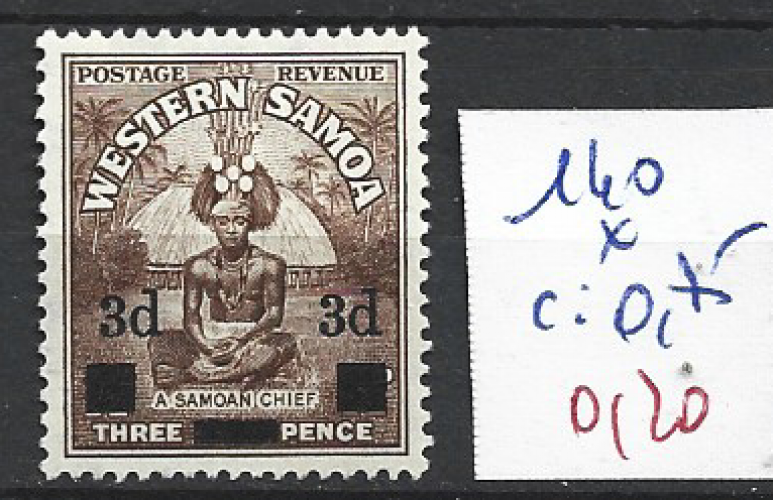 POSTAGE REVENUE
WESTERN SAMOA
3d 3d
A SAMOAN CHIEF
THREE PENCE
140
x
c: 0,75
0,20